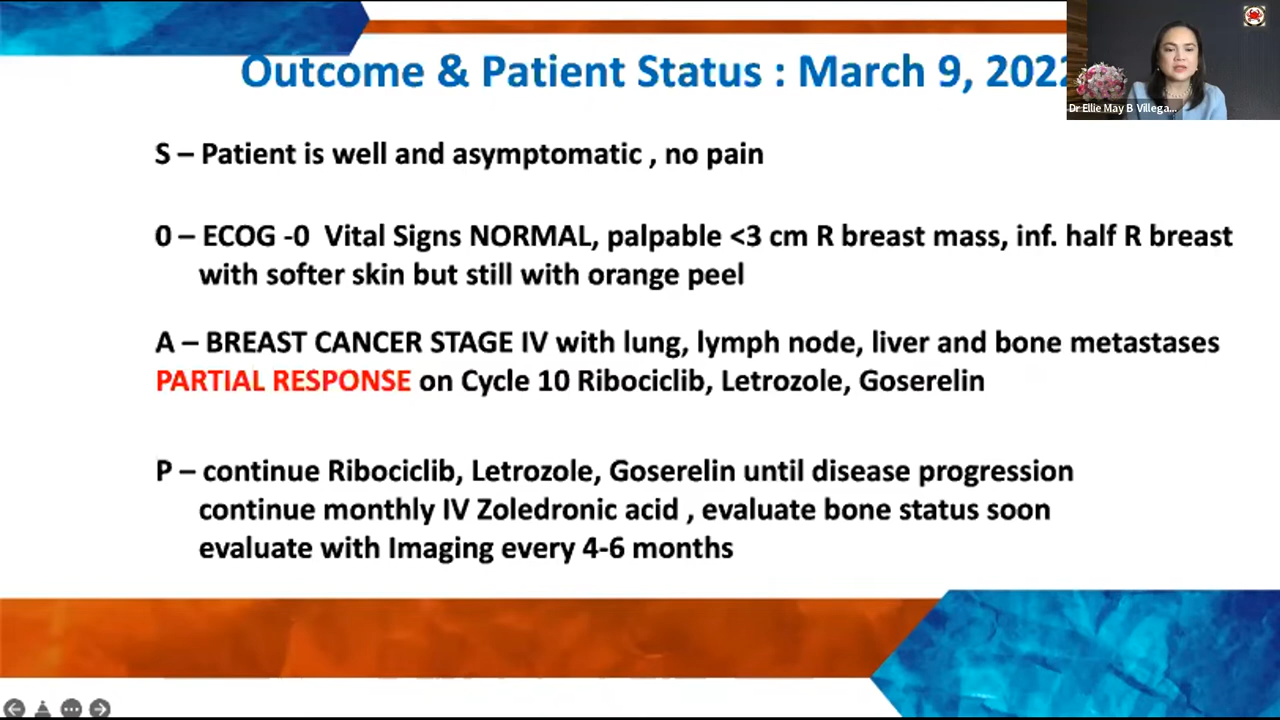 Outcome & Patient Status : March 9, 2022
Dr Ellie May B Villega...
S – Patient is well and asymptomatic , no pain
0 – ECOG -0 Vital Signs NORMAL, palpable <3 cm R breast mass, inf. half R breast
with softer skin but still with orange peel
A – BREAST CANCER STAGE IV with lung, lymph node, liver and bone metastases
PARTIAL RESPONSE on Cycle 10 Ribociclib, Letrozole, Goserelin
P – continue Ribociclib, Letrozole, Goserelin until disease progression
continue monthly IV Zoledronic acid , evaluate bone status soon
evaluate with Imaging every 4-6 months